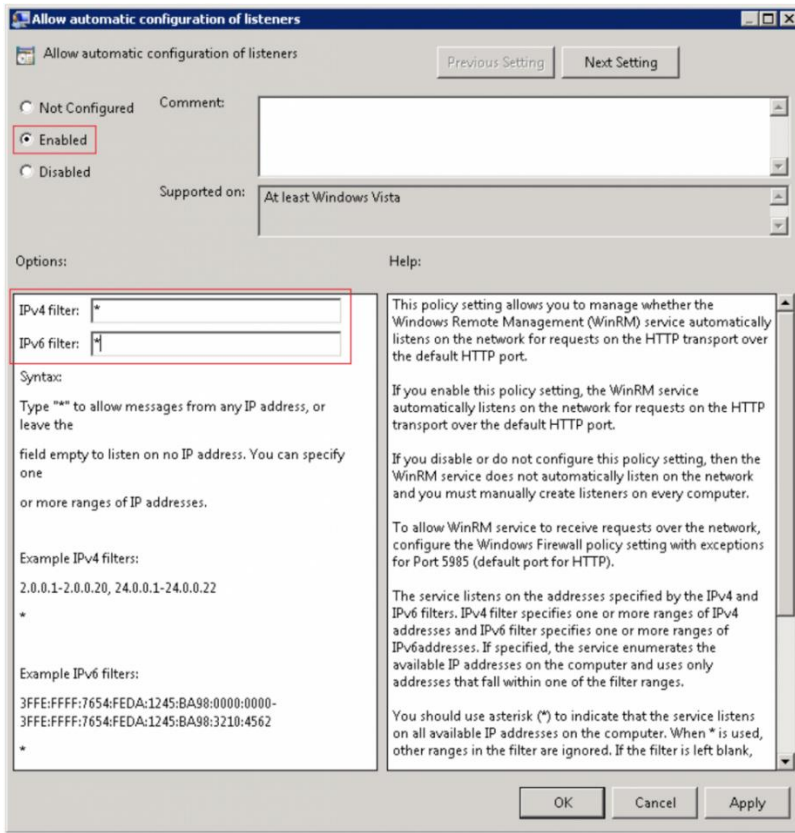 Allow automatic configuration of listeners
Allow automatic configuration of listeners
Previous Setting
Next Setting
Not Configured
Comment:
Enabled
Disabled
Supported on:
At least Windows Vista
Options:
Help:
IPv4 filter: *
IPv6 filter: *
Syntax:
Type "*" to allow messages from any IP address, or
leave the
field empty to listen on no IP address. You can specify
one
or more ranges of IP addresses.
Example IPv4 filters:
2.0.0.1-2.0.0.20, 24.0.0.1-24.0.0.22
*
Example IPv6 filters:
3FFE:FFFF:7654:FEDA:1245:BA98:0000:0000-
3FFE:FFFF:7654:FEDA:1245:BA98:3210:4562
*
This policy setting allows you to manage whether the
Windows Remote Management (WinRM) service automatically
listens on the network for requests on the HTTP transport over
the default HTTP port.
If you enable this policy setting, the WinRM service
automatically listens on the network for requests on the HTTP
transport over the default HTTP port.
If you disable or do not configure this policy setting, then the
WinRM service does not automatically listen on the network
and you must manually create listeners on every computer.
To allow WinRM service to receive requests over the network,
configure the Windows Firewall policy setting with exceptions
for Port 5985 (default port for HTTP).
The service listens on the addresses specified by the IPv4 and
IPv6 filters. IPv4 filter specifies one or more ranges of IPv4
addresses and IPv6 filter specifies one or more ranges of
IPv6addresses. If specified, the service enumerates the
available IP addresses on the computer and uses only
addresses that fall within one of the filter ranges.
You should use asterisk (*) to indicate that the service listens
on all available IP addresses on the computer. When * is used,
other ranges in the filter are ignored. If the filter is left blank,
OK
Cancel
Apply